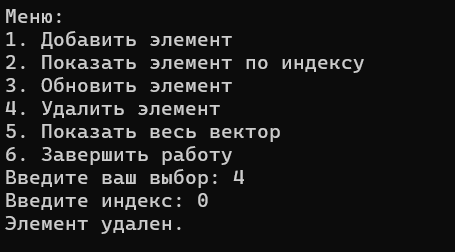 Меню:
1. Добавить элемент
2. Показать элемент по индексу
3. Обновить элемент
4. Удалить элемент
5. Показать весь вектор
6. Завершить работу
Введите ваш выбор: 4
Введите индекс: 0
Элемент удален.